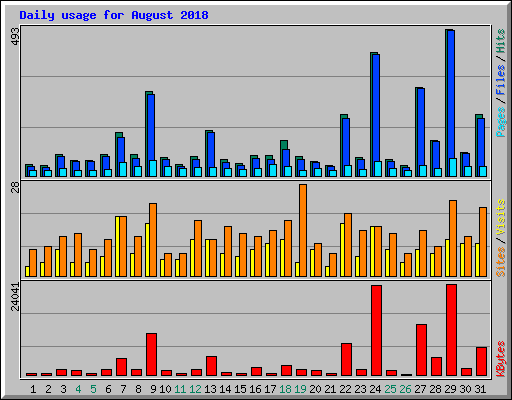 Daily usage for August 2018
493
28
24041
Pages / Files / Hits
Sites / Visits
KBytes
1 2 3 4 5 6 7 8 9 10 11 12 13 14 15 16 17 18 19 20 21 22 23 24 25 26 27 28 29 30 31